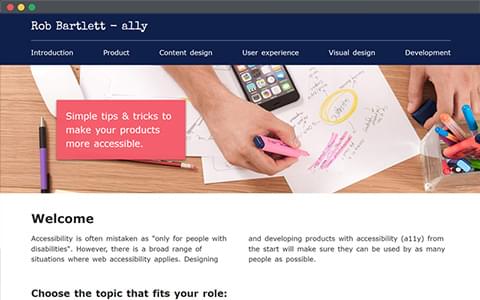 Rob Bartlett - a11y
Introduction Product Content design User experience Visual design Development
Simple tips & tricks to
make your products
more accessible.
Welcome
Accessibility is often mistaken as "only for people with
disabilities". However, there is a broad range of
situations where web accessibility applies. Designing
and developing products with accessibility (a11y) from
the start will make sure they can be used by as many
people as possible.
Choose the topic that fits your role: